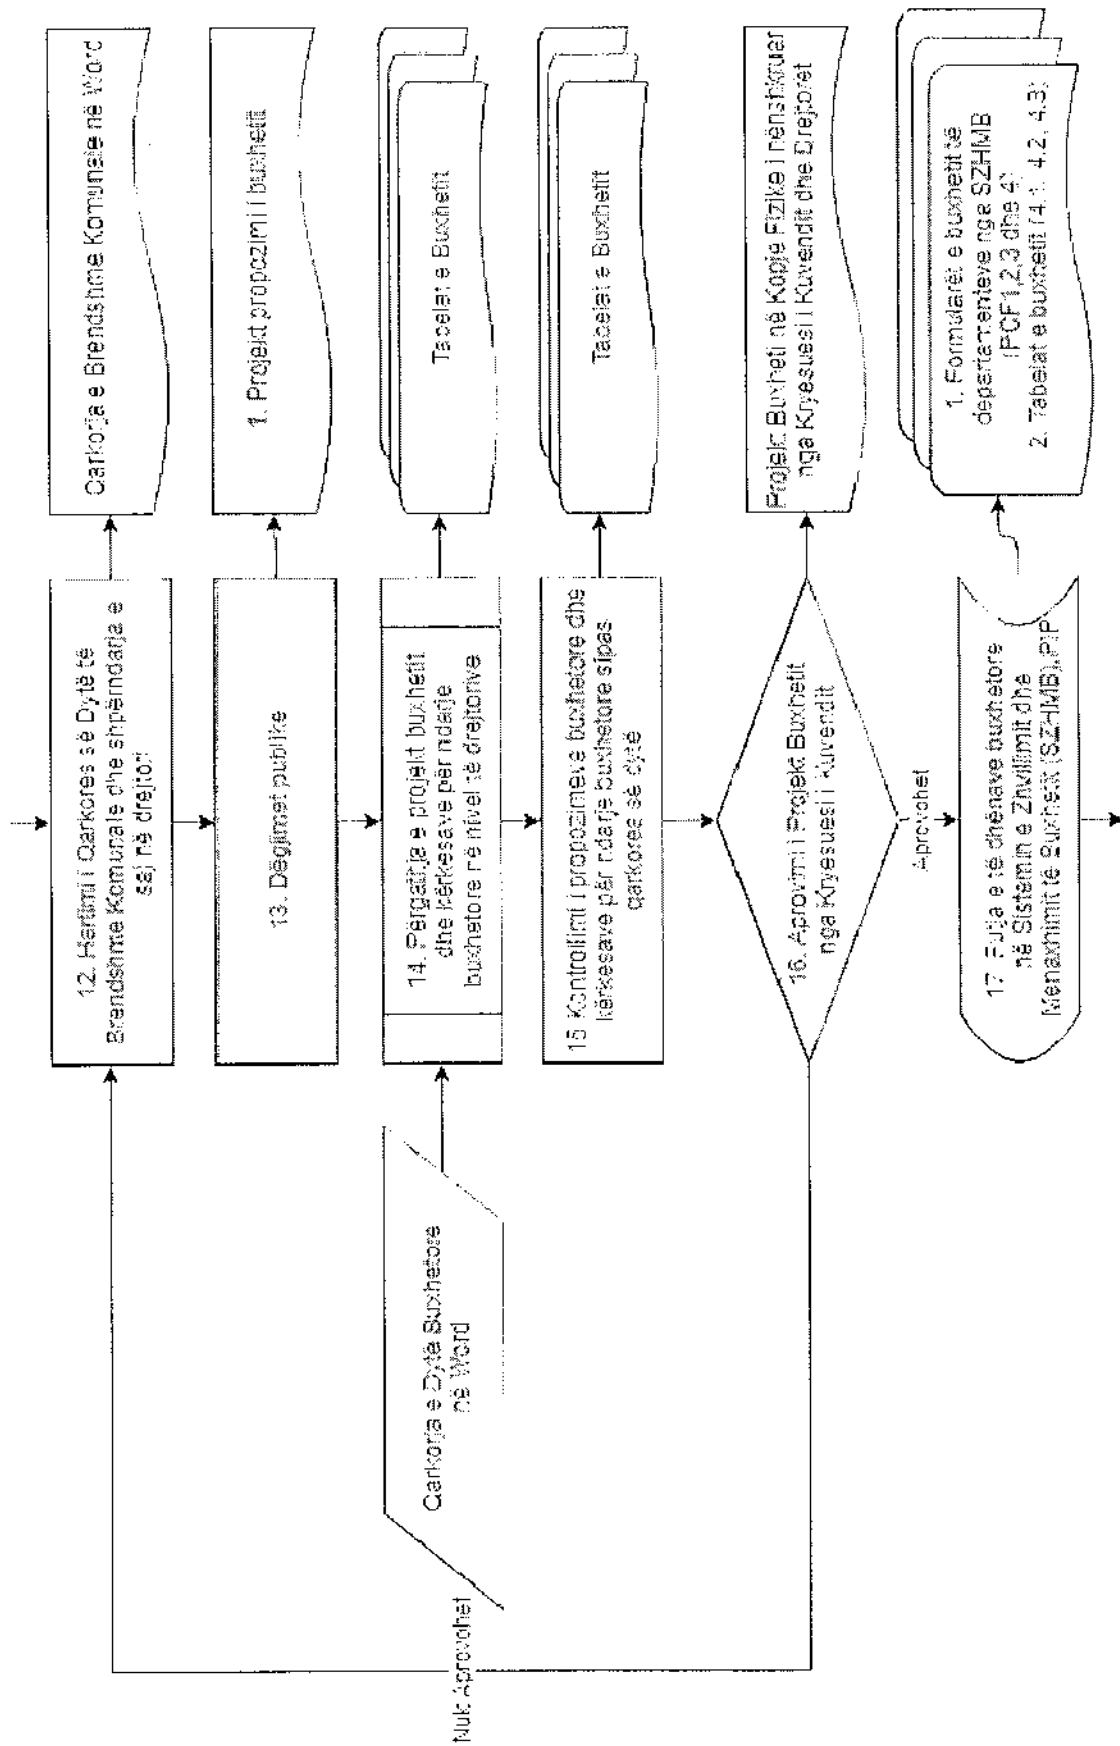 12. Hartimi i Qarkores së Dytë të
Brendshme Komunale dhe shpërndarja e
saj në drejtori
Qarkorja e Brendshme Komunale në Word
13. Dëgjimet publike
1. Projekt propozimi i buxhetit
Qarkorja e Dytë Buxhetore
në Word
14. Përgatitja e projekt buxhetit
dhe kërkesave për ndarje
buxhetore në nivel të drejtorive
Tabelat e Buxhetit
15 Kontrollimi i propozimeve buxhetore dhe
kërkesave për ndarje buxhetore sipas
qarkores së dytë
Tabelat e Buxhetit
16. Aprovimi i Projekt Buxhetit
nga Kryesuesi i Kuvendit
Projekt Buxheti në Kopje Fizike i nënshkruar
nga Kryesuesi i Kuvendit dhe Drejtorët
Nuk Aprovohet
Aprovohet
17. Futja e të dhënave buxhetore
në Sistemin e Zhvillimit dhe
Menaxhimit të Buxhetit (SZHMB), PIP
1. Formularët e buxhetit të
departamenteve nga SZHMB
(PCF1,2,3 dhe 4)
2. Tabelat e buxhetit (4.1, 4.2, 4.3)